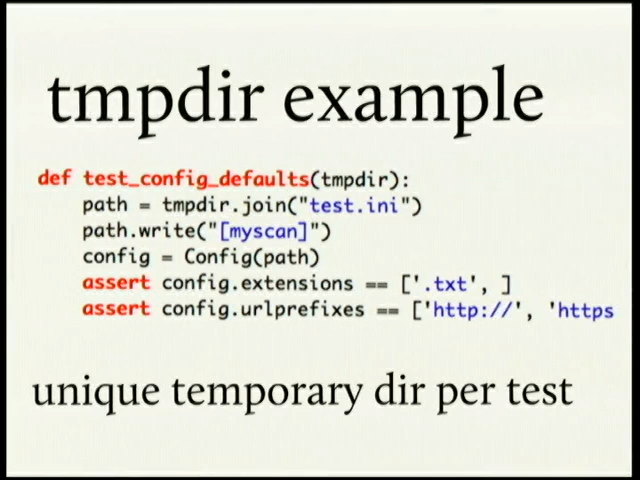 tmpdir example
def test_config_defaults(tmpdir):
    path = tmpdir.join("test.ini")
    path.write("[myscan]")
    config = Config(path)
    assert config.extensions == ['.txt', ]
    assert config.urlprefixes == ['http://', 'https
unique temporary dir per test